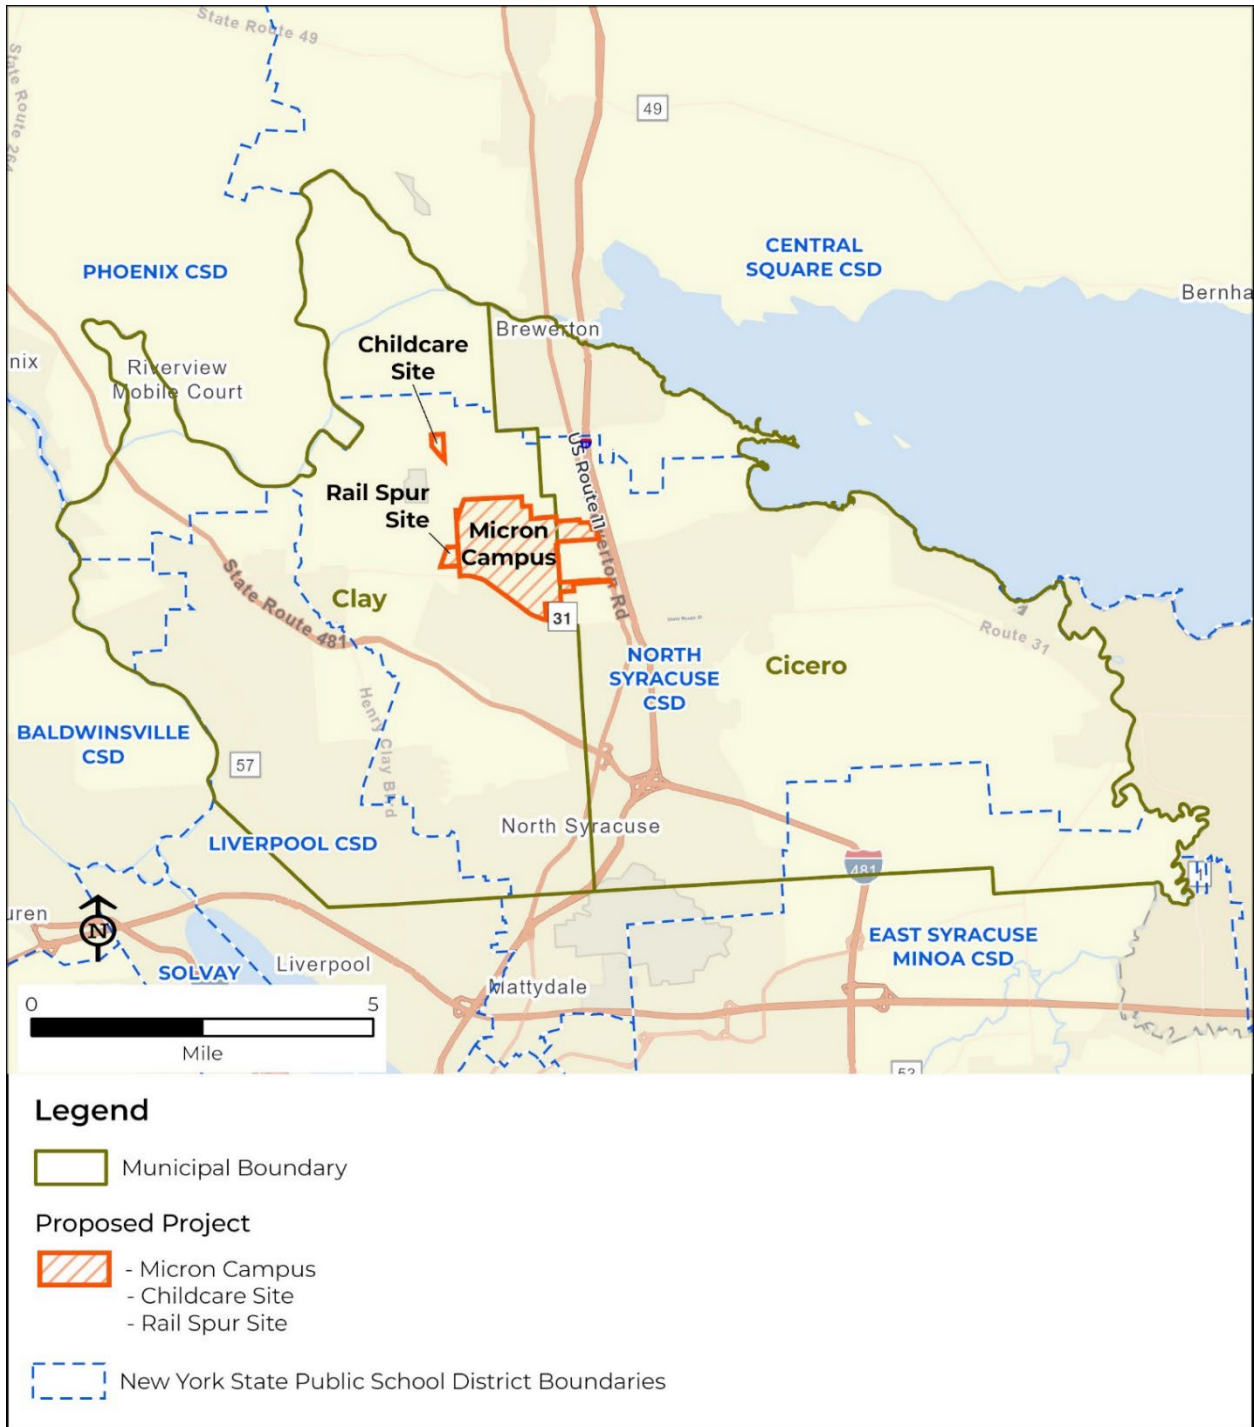 State Route 49
State Route 264
49
CENTRAL
SQUARE CSD
PHOENIX CSD
Bernha
Brewerton
nix
Riverview
Mobile Court
Childcare
Site
US Route 11
Rail Spur
Site
Micron
Campus
State Route 481
Clay
31
State Route 31
Route 31
NORTH
SYRACUSE
CSD
Cicero
BALDWINSVILLE
CSD
57
Henry Clay Blvd
North Syracuse
LIVERPOOL CSD
481
uren
N
EAST SYRACUSE
MINOA CSD
SOLVAY
Liverpool
Mattydale
0 5
Mile
Legend
Municipal Boundary
Proposed Project
- Micron Campus
- Childcare Site
- Rail Spur Site
New York State Public School District Boundaries